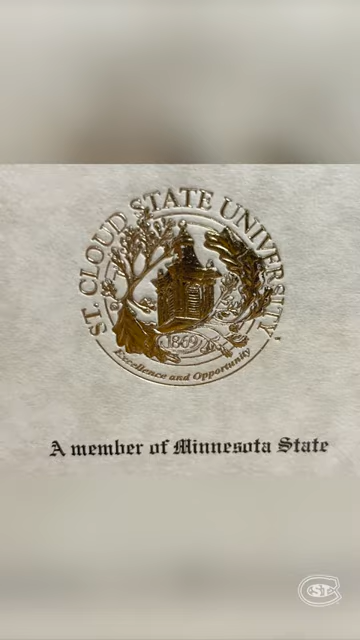 ST. CLOUD STATE UNIVERSITY
1869
Excellence and Opportunity
A member of Minnesota State